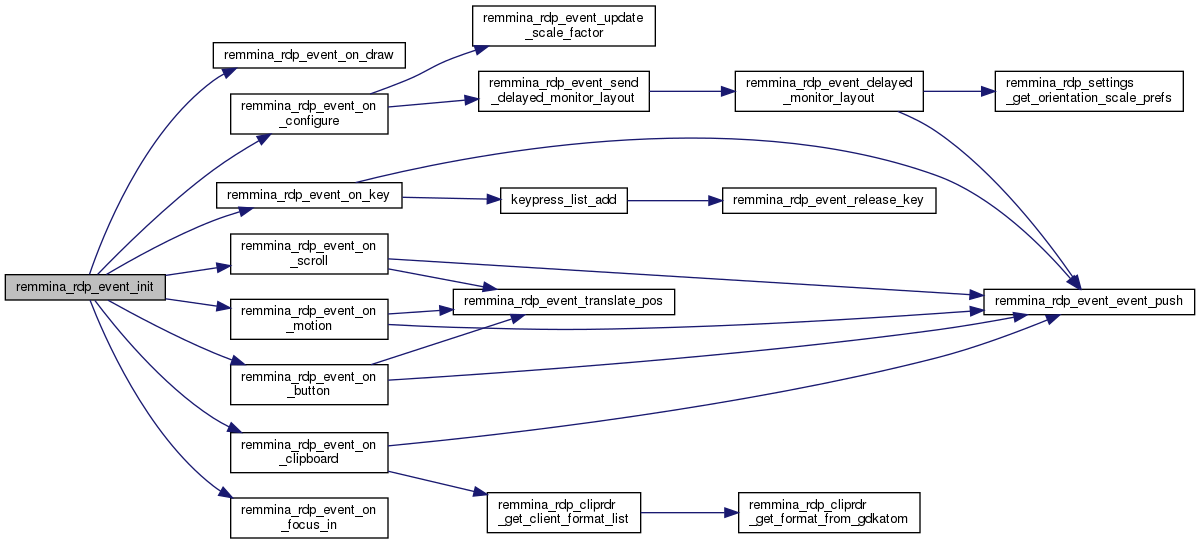 remmina_rdp_event_init
remmina_rdp_event_on_draw
remmina_rdp_event_on
_configure
remmina_rdp_event_on_key
remmina_rdp_event_on
_scroll
remmina_rdp_event_on
_motion
remmina_rdp_event_on
_button
remmina_rdp_event_on
_clipboard
remmina_rdp_event_on
_focus_in
remmina_rdp_event_update
_scale_factor
remmina_rdp_event_send
_delayed_monitor_layout
keypress_list_add
remmina_rdp_event_translate_pos
remmina_rdp_cliprdr
_get_client_format_list
remmina_rdp_event_delayed
_monitor_layout
remmina_rdp_event_release_key
remmina_rdp_cliprdr
_get_format_from_gdkatom
remmina_rdp_settings
_get_orientation_scale_prefs
remmina_rdp_event_event_push